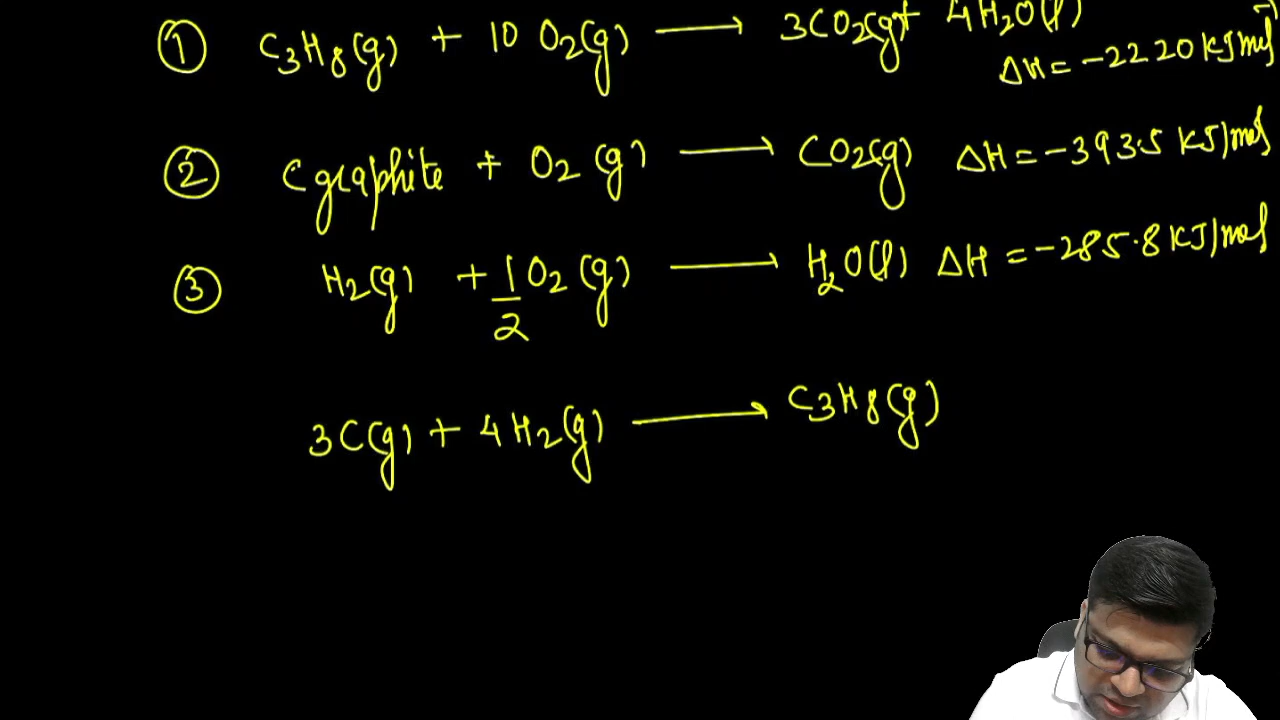 ① C3H8(g) + 10 O2(g) ⟶ 3CO2(g)+ 4H2O(l)
ΔH = -2220 KJ/mol
② Cgraphite + O2 (g) ⟶ CO2(g) ΔH = -393.5 KJ/mol
③ H2(g) + 1/2 O2 (g) ⟶ H2O(l) ΔH = -285.8 KJ/mol
3C(g) + 4H2(g) ⟶ C3H8(g)